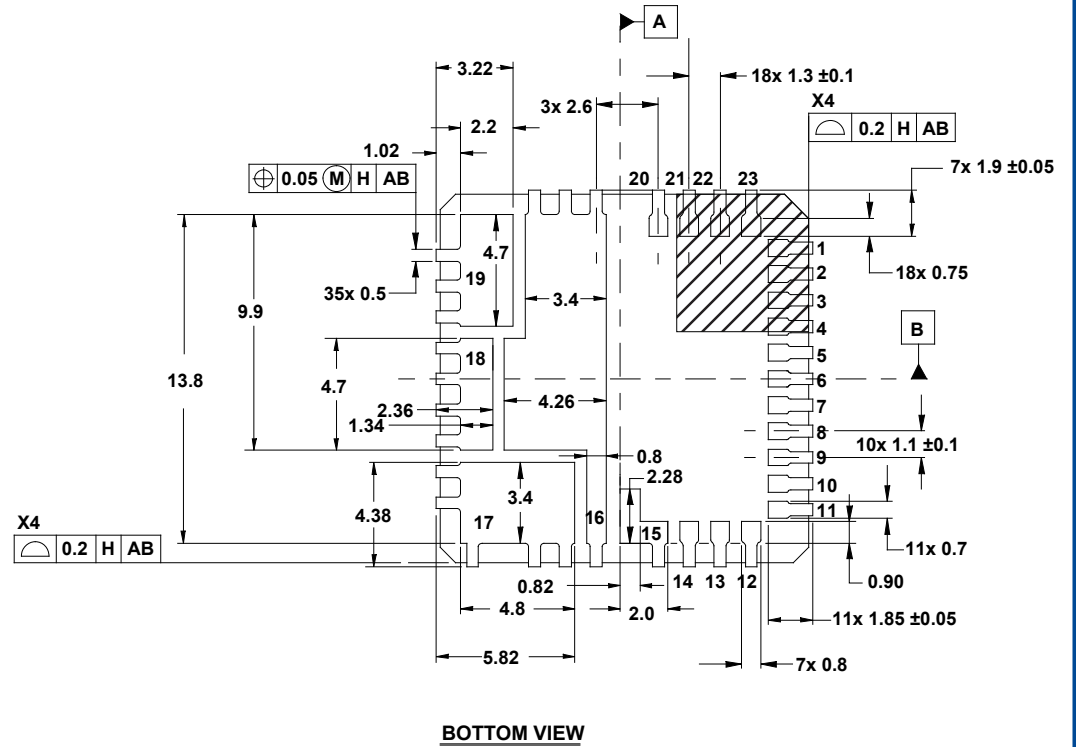 A
3.22
18x 1.3 ±0.1
3x 2.6
X4
0.2 H AB
2.2
1.02
0.05 M H AB
20 21 22 23
7x 1.9 ±0.05
1
4.7
2
19
18x 0.75
35x 0.5
3.4
3
9.9
4
B
5
18
6
13.8
4.7
2.36
4.26
7
1.34
8
10x 1.1 ±0.1
0.8
9
2.28
10
3.4
4.38
11
X4
17
16
15
0.2 H AB
11x 0.7
14 13 12
0.82
0.90
4.8
2.0
11x 1.85 ±0.05
5.82
7x 0.8
BOTTOM VIEW